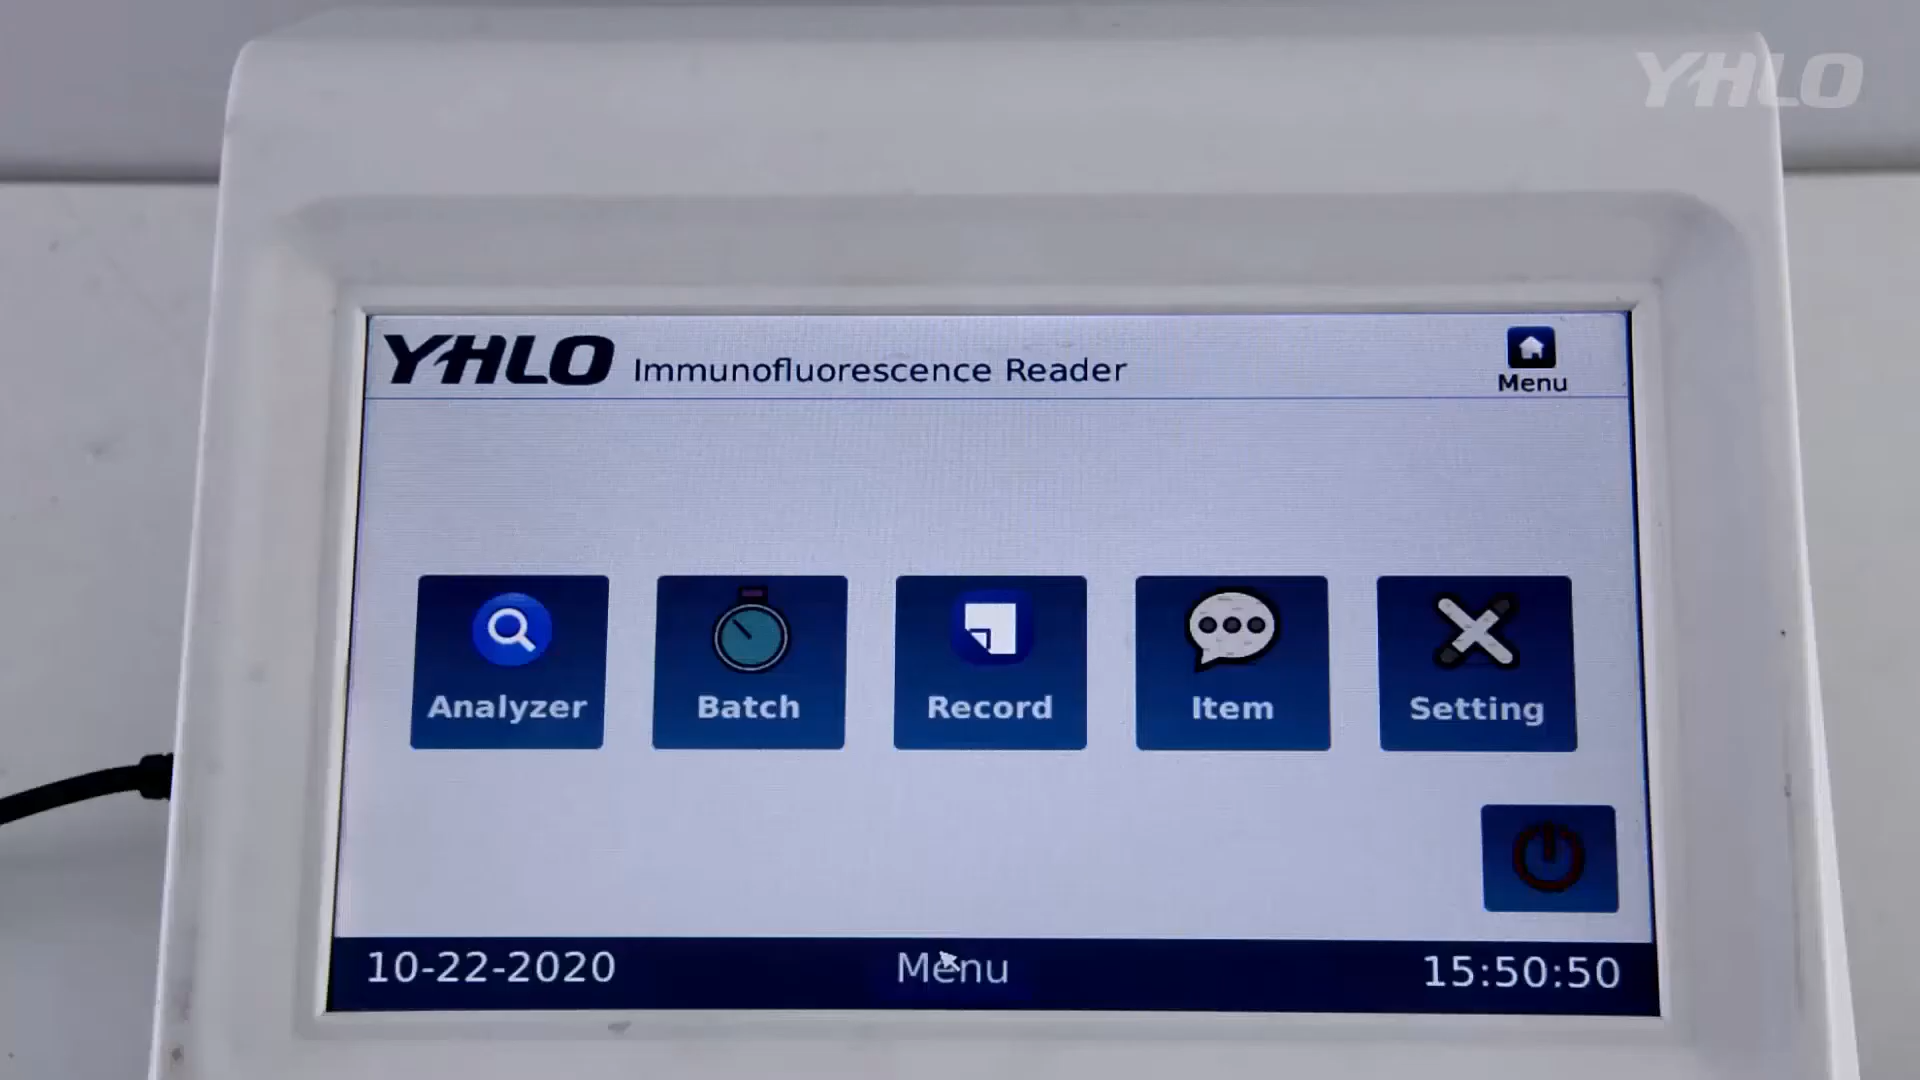 YHLO
YHLO Immunofluorescence Reader
Menu
Analyzer
Batch
Record
Item
Setting
10-22-2020
Menu
15:50:50